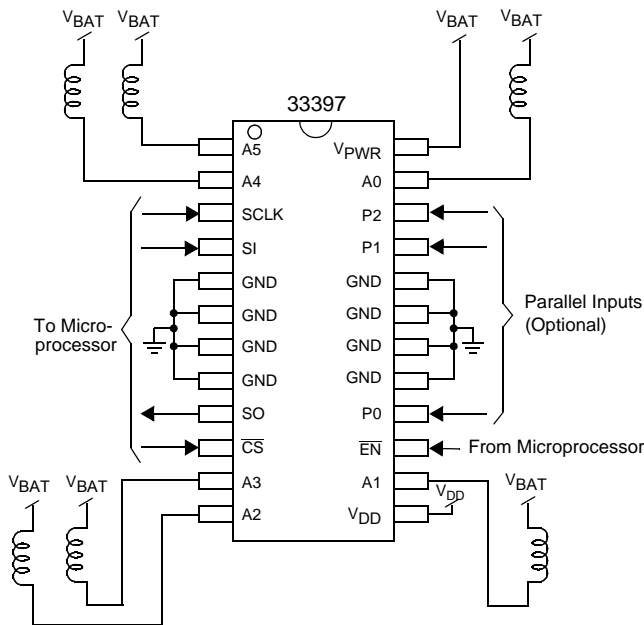 VBAT VBAT VBAT VBAT
33397
A5 VPWR
A4 A0
SCLK P2
SI P1
GND GND
GND GND
GND GND
GND GND
To Micro-
processor
Parallel Inputs
(Optional)
SO P0
CS EN
From Microprocessor
A3 A1
A2 VDD
VDD
VBAT VBAT VBAT